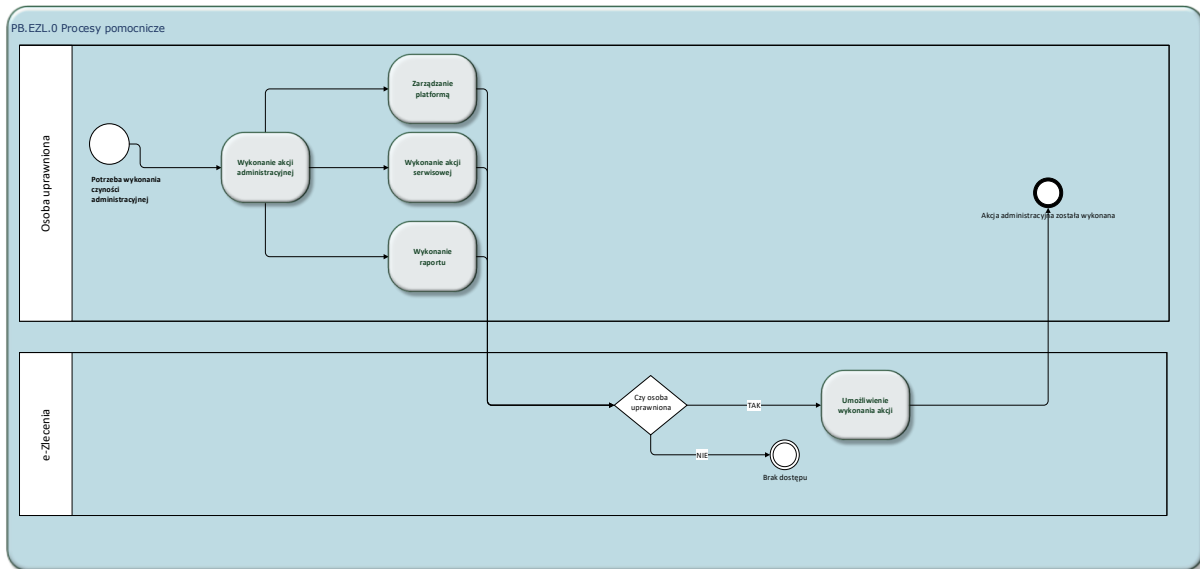 PB.EZL.0 Procesy pomocnicze
Osoba uprawniona
Potrzeba wykonania
czyności
administracyjnej
Wykonanie akcji
administracyjnej
Zarządzanie
platformą
Wykonanie akcji
serwisowej
Wykonanie
raportu
Akcja administracyjna została wykonana
e-Zlecenia
Czy osoba
uprawniona
TAK
Umożliwienie
wykonania akcji
NIE
Brak dostępu